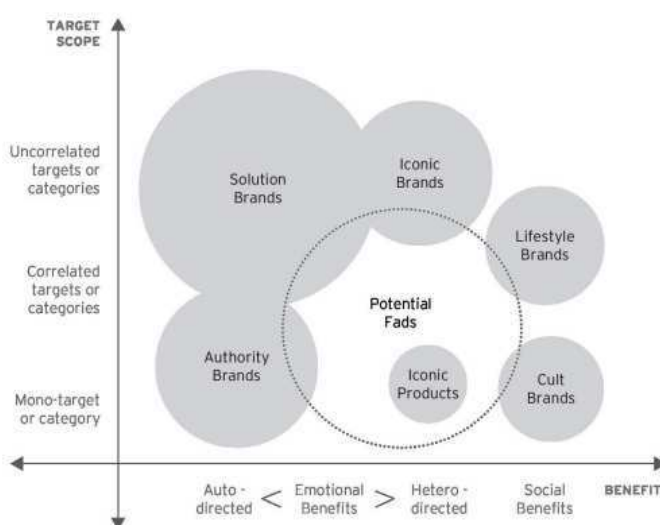 TARGET
SCOPE
Uncorrelated
targets or
categories
Correlated
targets or
categories
Mono-target
or category
Solution
Brands
Iconic
Brands
Lifestyle
Brands
Potential
Fads
Authority
Brands
Iconic
Products
Cult
Brands
Auto -
directed
<
Emotional
Benefits
>
Hetero -
directed
Social
Benefits
BENEFIT